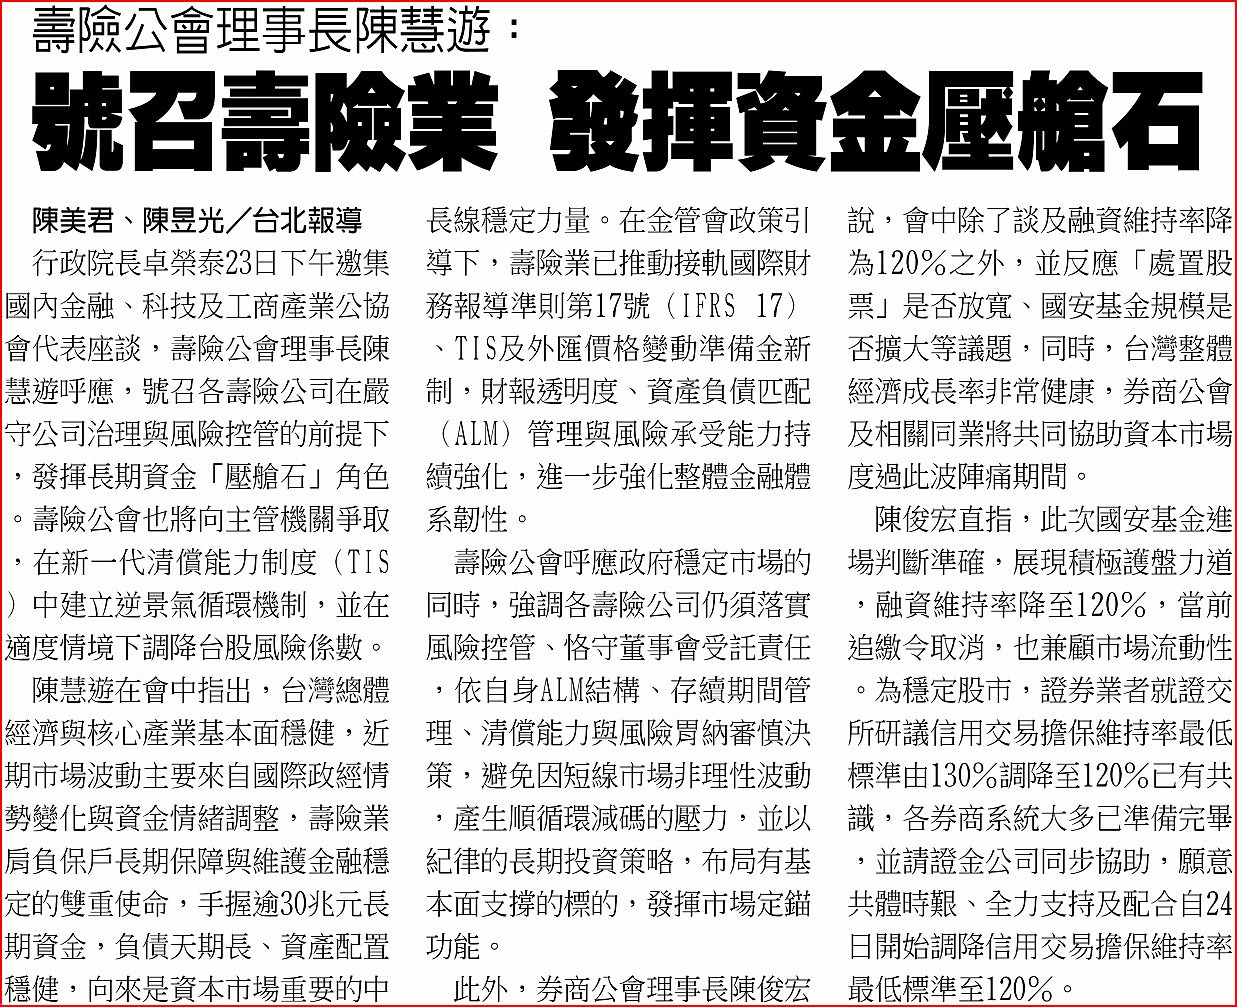 壽險公會理事長陳慧遊：
號召壽險業 發揮資金壓艙石
陳美君、陳昱光／台北報導
行政院長卓榮泰23日下午邀集
國內金融、科技及工商產業公協
會代表座談，壽險公會理事長陳
慧遊呼應，號召各壽險公司在嚴
守公司治理與風險控管的前提下
，發揮長期資金「壓艙石」角色
。壽險公會也將向主管機關爭取
，在新一代清償能力制度（TIS
）中建立逆景氣循環機制，並在
適度情境下調降台股風險係數。
陳慧遊在會中指出，台灣總體
經濟與核心產業基本面穩健，近
期市場波動主要來自國際政經情
勢變化與資金情緒調整，壽險業
肩負保戶長期保障與維護金融穩
定的雙重使命，手握逾30兆元長
期資金，負債天期長、資產配置
穩健，向來是資本市場重要的中
長線穩定力量。在金管會政策引
導下，壽險業已推動接軌國際財
務報導準則第17號（IFRS 17）
、TIS及外匯價格變動準備金新
制，財報透明度、資產負債匹配
（ALM）管理與風險承受能力持
續強化，進一步強化整體金融體
系韌性。
壽險公會呼應政府穩定市場的
同時，強調各壽險公司仍須落實
風險控管、恪守董事會受託責任
，依自身ALM結構、存續期間管
理、清償能力與風險胃納審慎決
策，避免因短線市場非理性波動
，產生順循環減碼的壓力，並以
紀律的長期投資策略，布局有基
本面支撐的標的，發揮市場定錨
功能。
此外，券商公會理事長陳俊宏
說，會中除了談及融資維持率降
為120％之外，並反應「處置股
票」是否放寬、國安基金規模是
否擴大等議題，同時，台灣整體
經濟成長率非常健康，券商公會
及相關同業將共同協助資本市場
度過此波陣痛期間。
陳俊宏直指，此次國安基金進
場判斷準確，展現積極護盤力道
，融資維持率降至120％，當前
追繳令取消，也兼顧市場流動性
。為穩定股市，證券業者就證交
所研議信用交易擔保維持率最低
標準由130％調降至120％已有共
識，各券商系統大多已準備完畢
，並請證金公司同步協助，願意
共體時艱、全力支持及配合自24
日開始調降信用交易擔保維持率
最低標準至120％。